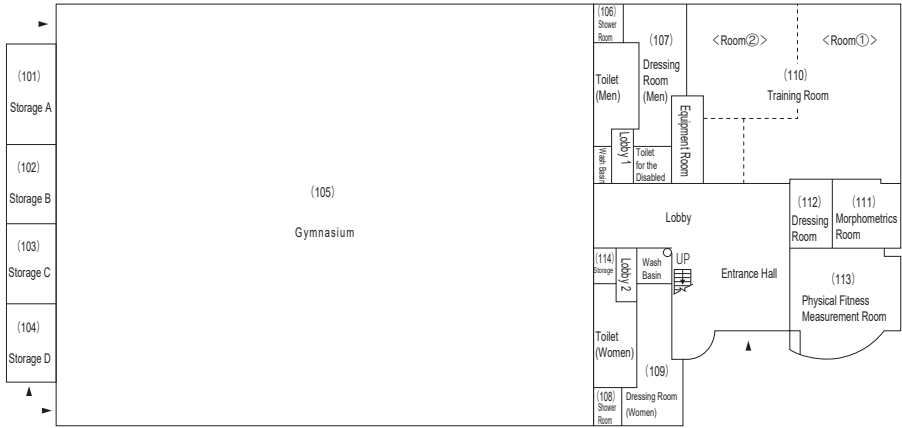 (101)
Storage A
(102)
Storage B
(103)
Storage C
(104)
Storage D
(105)
Gymnasium
(106)
Shower
Room
(107)
Dressing
Room
(Men)
Toilet
(Men)
Lobby 1
Wash Basin
Toilet
for the
Disabled
Equipment Room
<Room②>
<Room①>
(110)
Training Room
Lobby
(112)
Dressing
Room
(111)
Morphometrics
Room
(114)
Storage
Lobby 2
Wash
Basin
UP
Entrance Hall
(113)
Physical Fitness
Measurement Room
Toilet
(Women)
(109)
Dressing Room
(Women)
(108)
Shower
Room